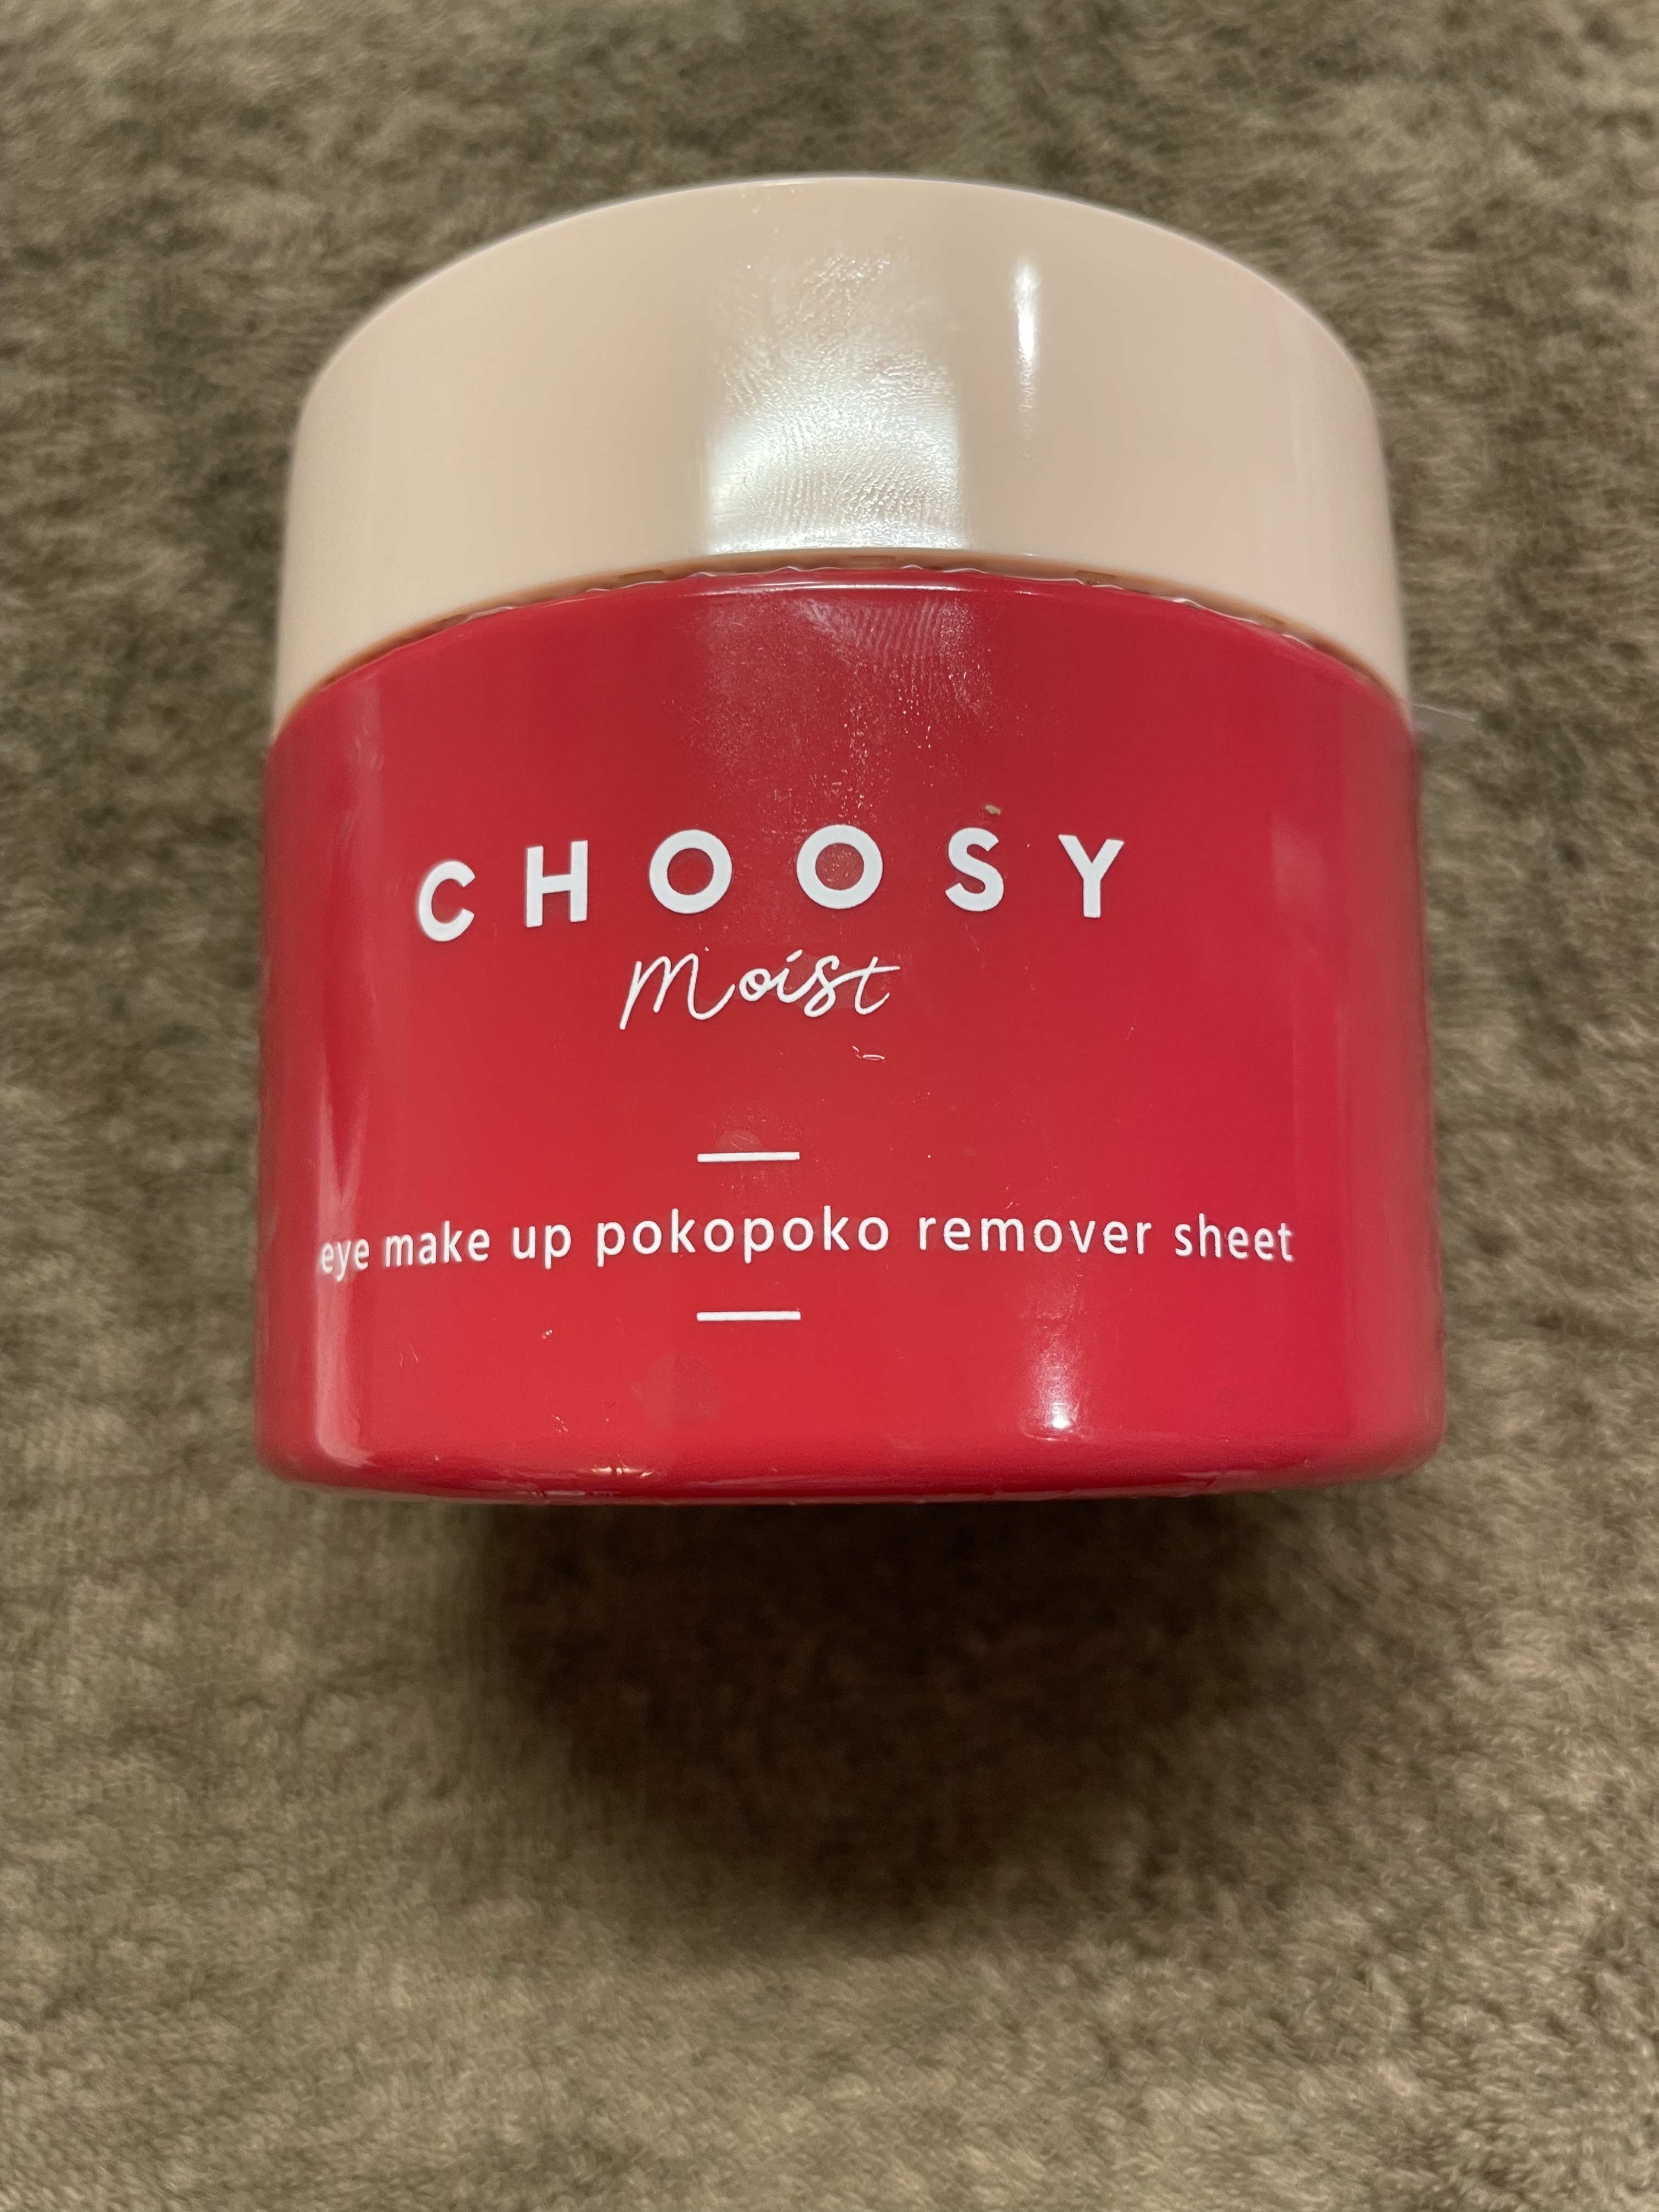 CHOOSY
Moist
eye make up pokopoko remover sheet